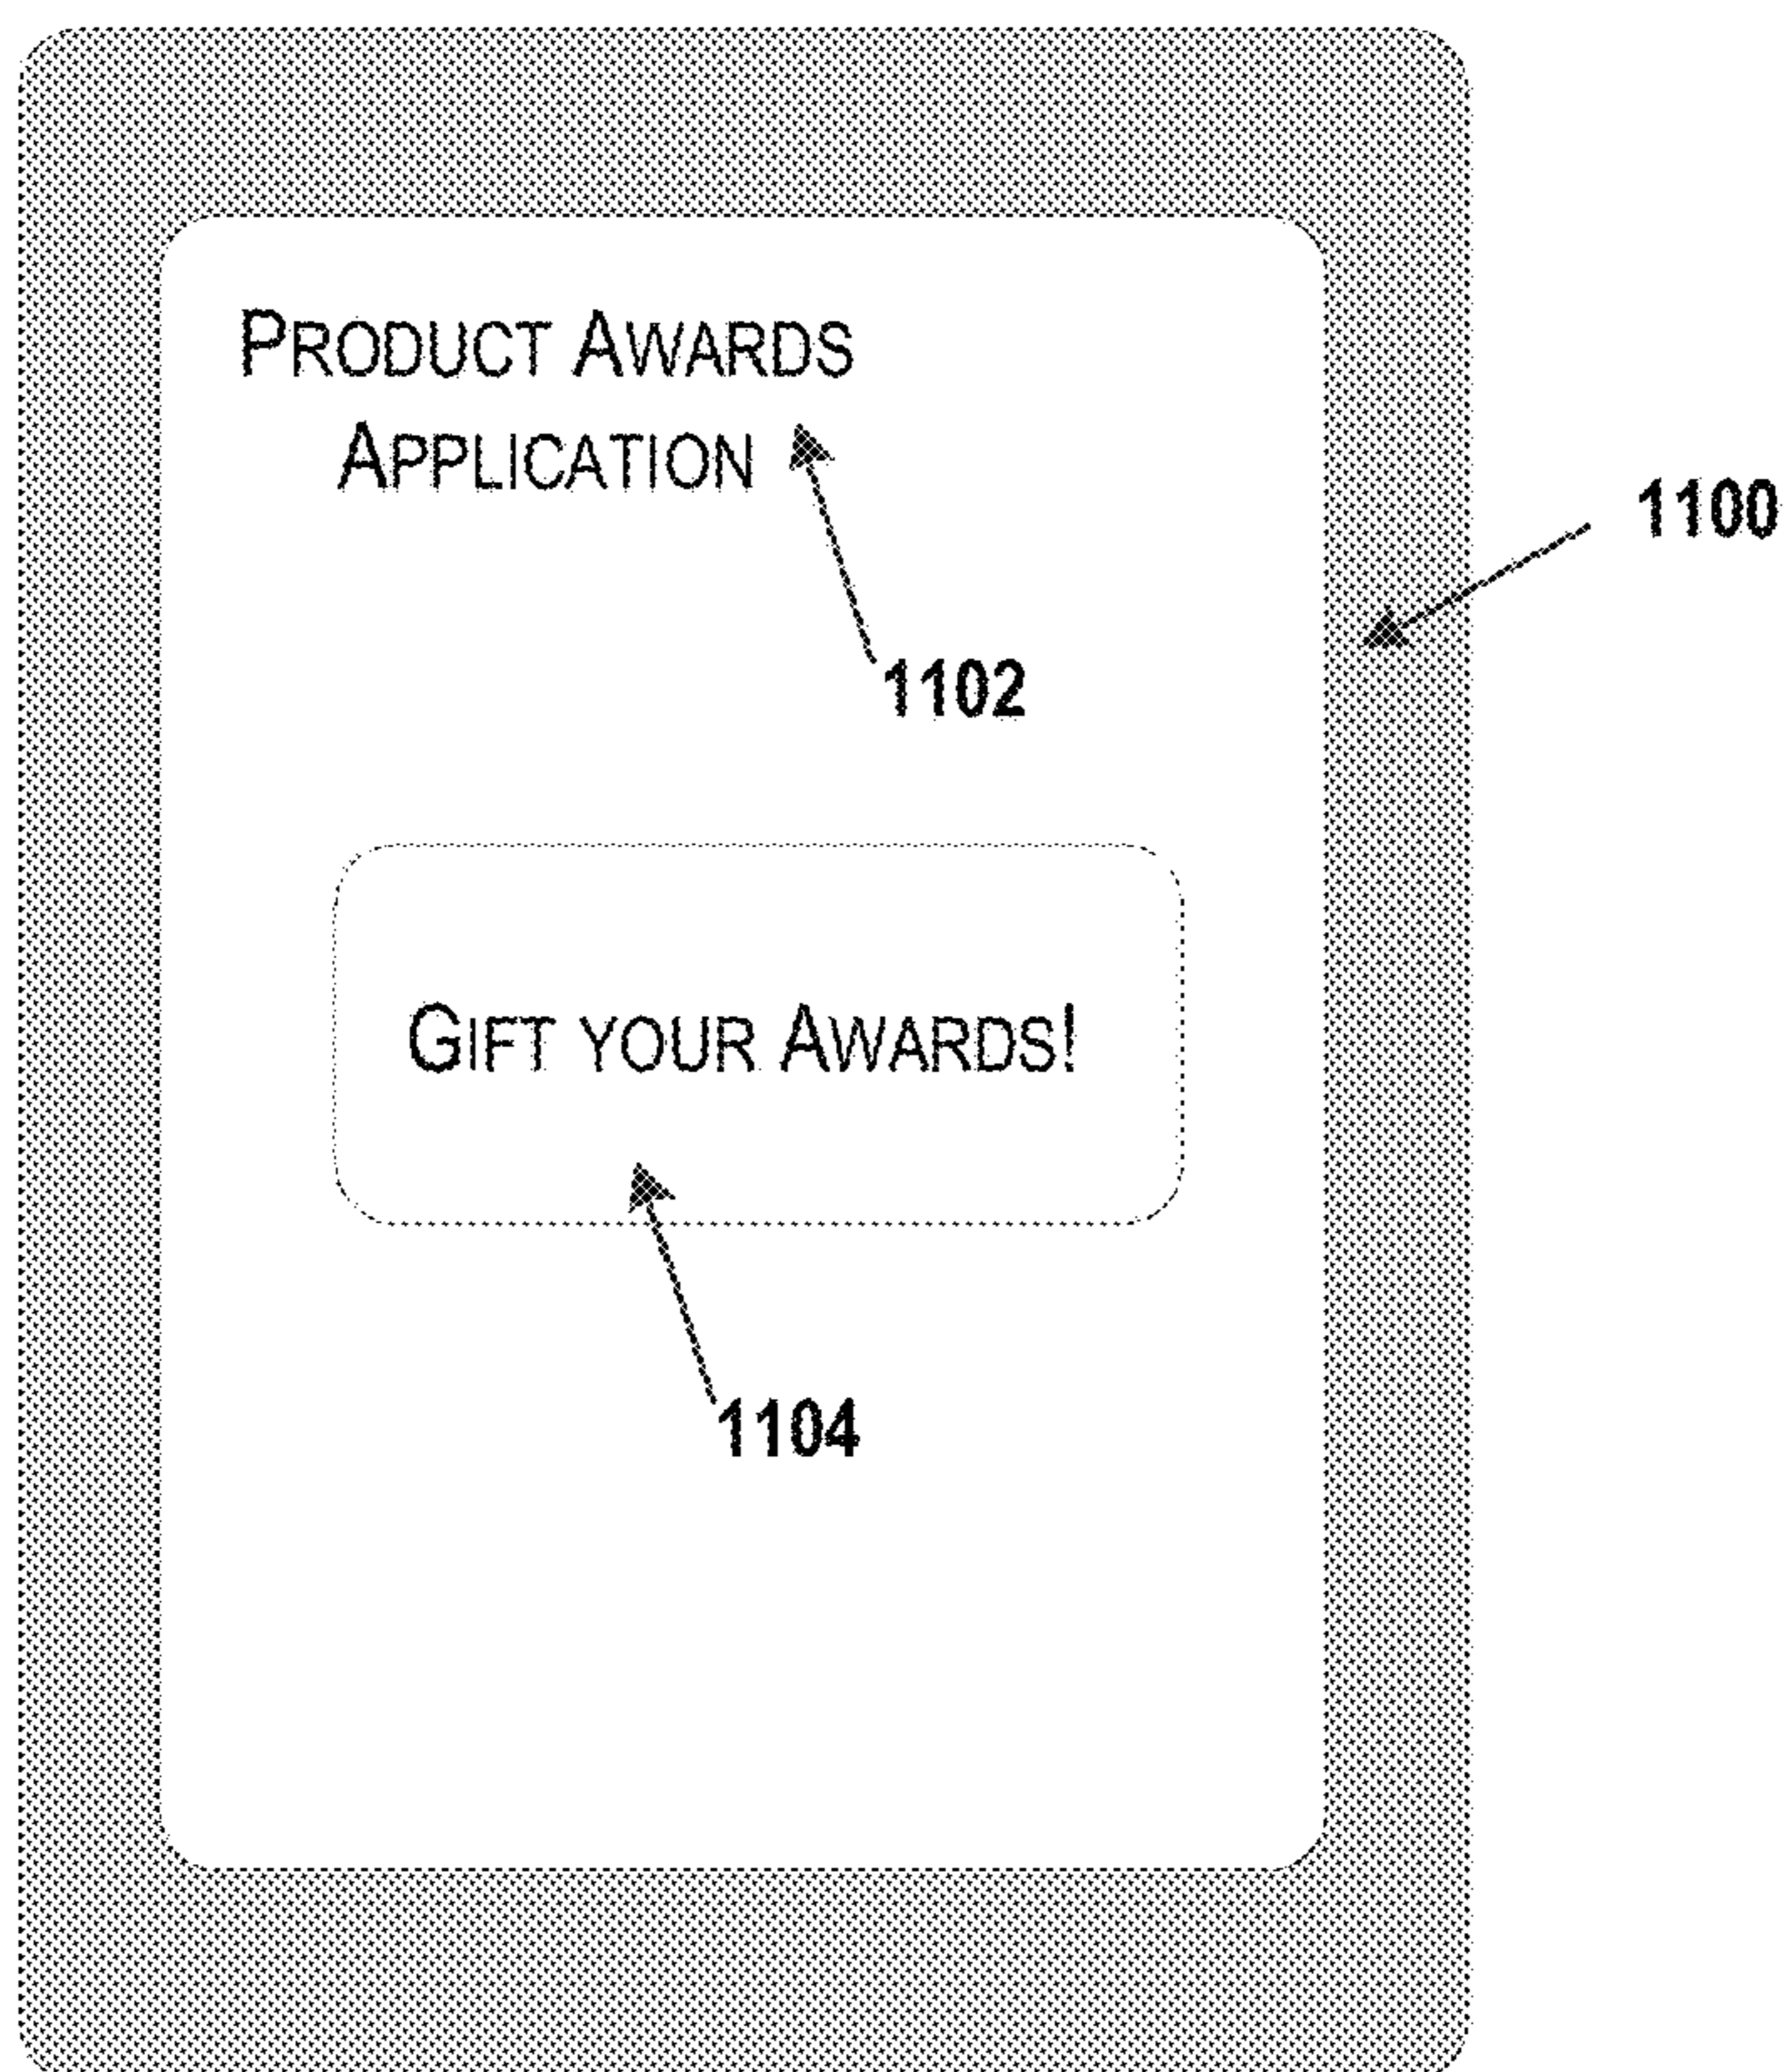 PRODUCT AWARDS
APPLICATION
1100
1102
GIFT YOUR AWARDS!
1104